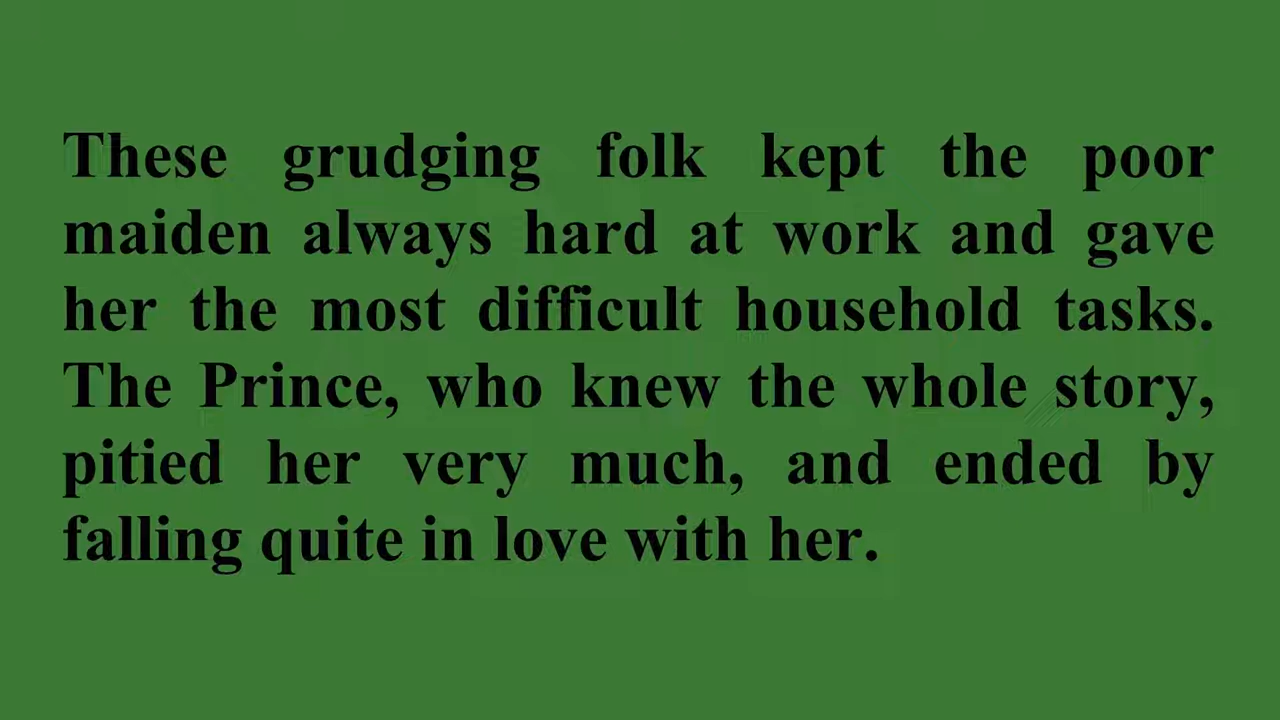 These grudging folk kept the poor
maiden always hard at work and gave
her the most difficult household tasks.
The Prince, who knew the whole story,
pitied her very much, and ended by
falling quite in love with her.